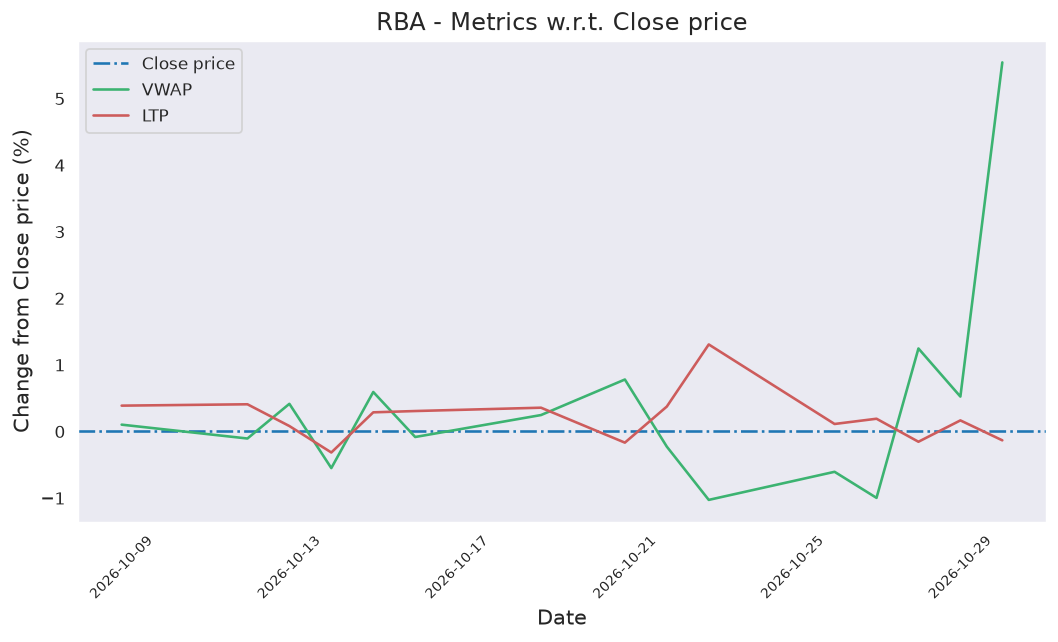 RBA - Metrics w.r.t. Close price
Close price
VWAP
LTP
Change from Close price (%)
5
4
3
2
1
0
−1
2026-10-09
2026-10-13
2026-10-17
2026-10-21
2026-10-25
2026-10-29
Date